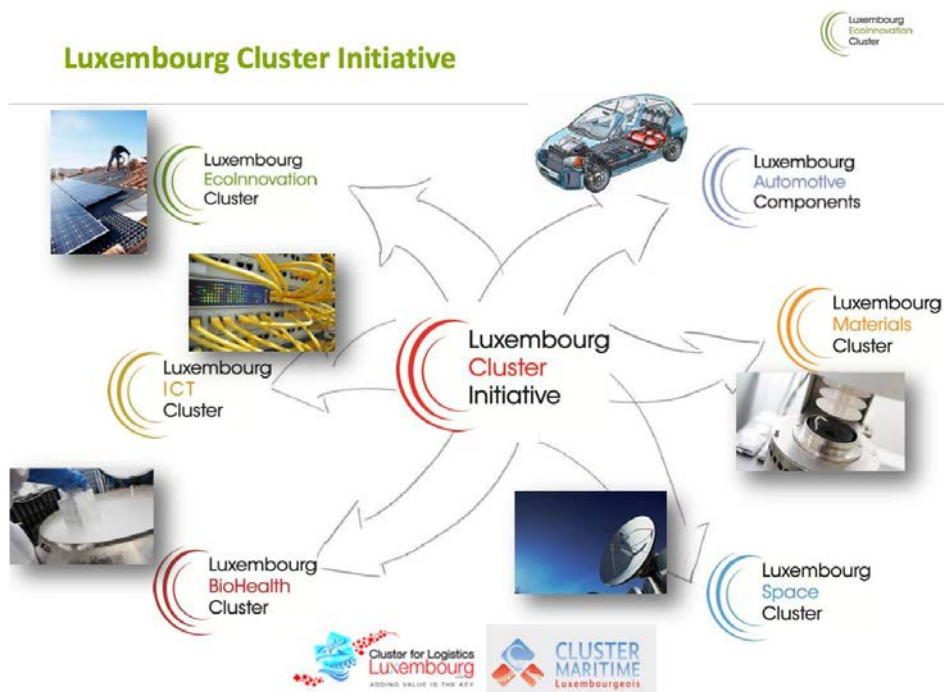 Luxembourg Cluster Initiative
Luxembourg
EcoInnovation
Cluster
Luxembourg
EcoInnovation
Cluster
Luxembourg
Automotive
Components
Luxembourg
Materials
Cluster
Luxembourg
Cluster
Initiative
Luxembourg
ICT
Cluster
Luxembourg
BioHealth
Cluster
Luxembourg
Space
Cluster
Cluster for Logistics
Luxembourg
ADDING VALUE IS THE KEY
CLUSTER
MARITIME
Luxembourgeois